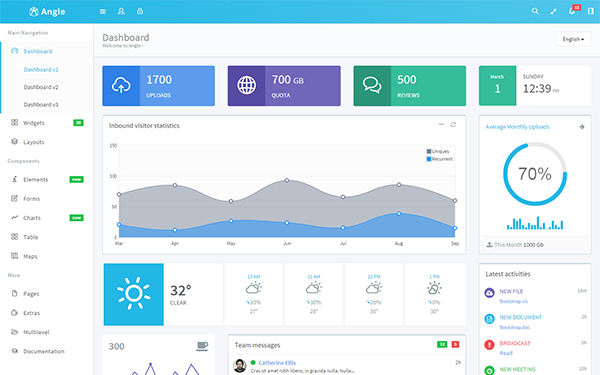 Angle
12
Main Navigation
Dashboard
Dashboard v1
Dashboard v2
Dashboard v3
Widgets 30
Layouts
Components
Elements new
Forms
Charts new
Table
Maps
More
Pages
Extras
Multilevel
Documentation
Dashboard
Welcome to Angle !
English
1700
UPLOADS
700 GB
QUOTA
500
REVIEWS
March
1
SUNDAY
12:39 PM
Inbound visitor statistics
Uniques
Recurrent
150
100
50
0
Mar Apr May Jun Jul Aug Sep
Average Monthly Uploads
70%
This Month 1000 Gb
32°
CLEAR
10 AM
20%
27°
11 AM
30%
28°
12 PM
20%
30°
1 PM
0%
30°
Latest activities
NEW FILE 15m
Bootstrap.xls
NEW DOCUMENT 2h
Bootstrap.doc
BROADCAST 5h
Read
NEW MEETING 15h
300
Team messages
Catherine Ellis 2h
Cras sit amet nibh libero, in gravida nulla. Nulla...